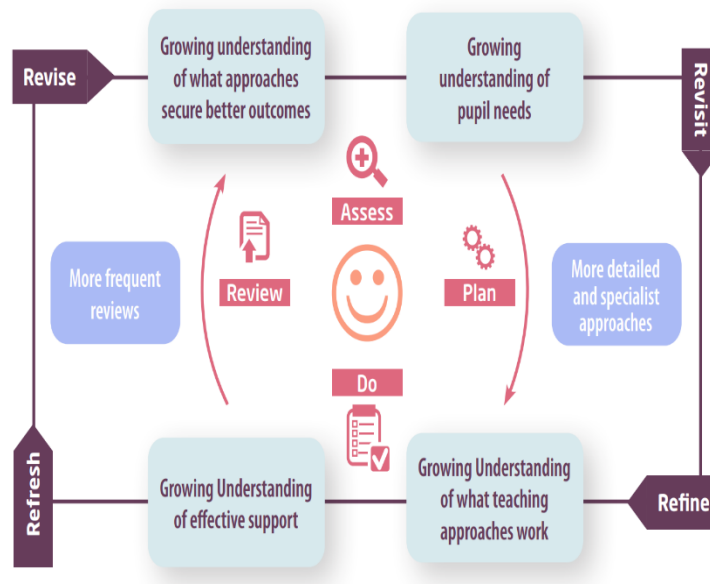 Revise
Growing understanding
of what approaches
secure better outcomes
Growing
understanding of
pupil needs
Revisit
Assess
More frequent
reviews
Review
Plan
More detailed
and specialist
approaches
Do
Refresh
Growing Understanding
of effective support
Growing Understanding
of what teaching
approaches work
Refine